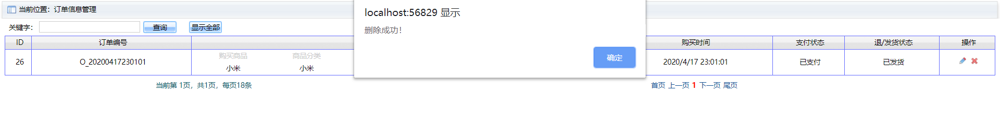 当前位置：订单信息管理
localhost:56829 显示
删除成功！
确定
关键字：
查询
显示全部
ID 订单编号 购买时间 支付状态 退/发货状态 操作
购买商品 商品分类
26 O_20200417230101 小米 小米 2020/4/17 23:01:01 已支付 已发货
当前第 1页，共1页，每页18条
首页 上一页 1 下一页 尾页